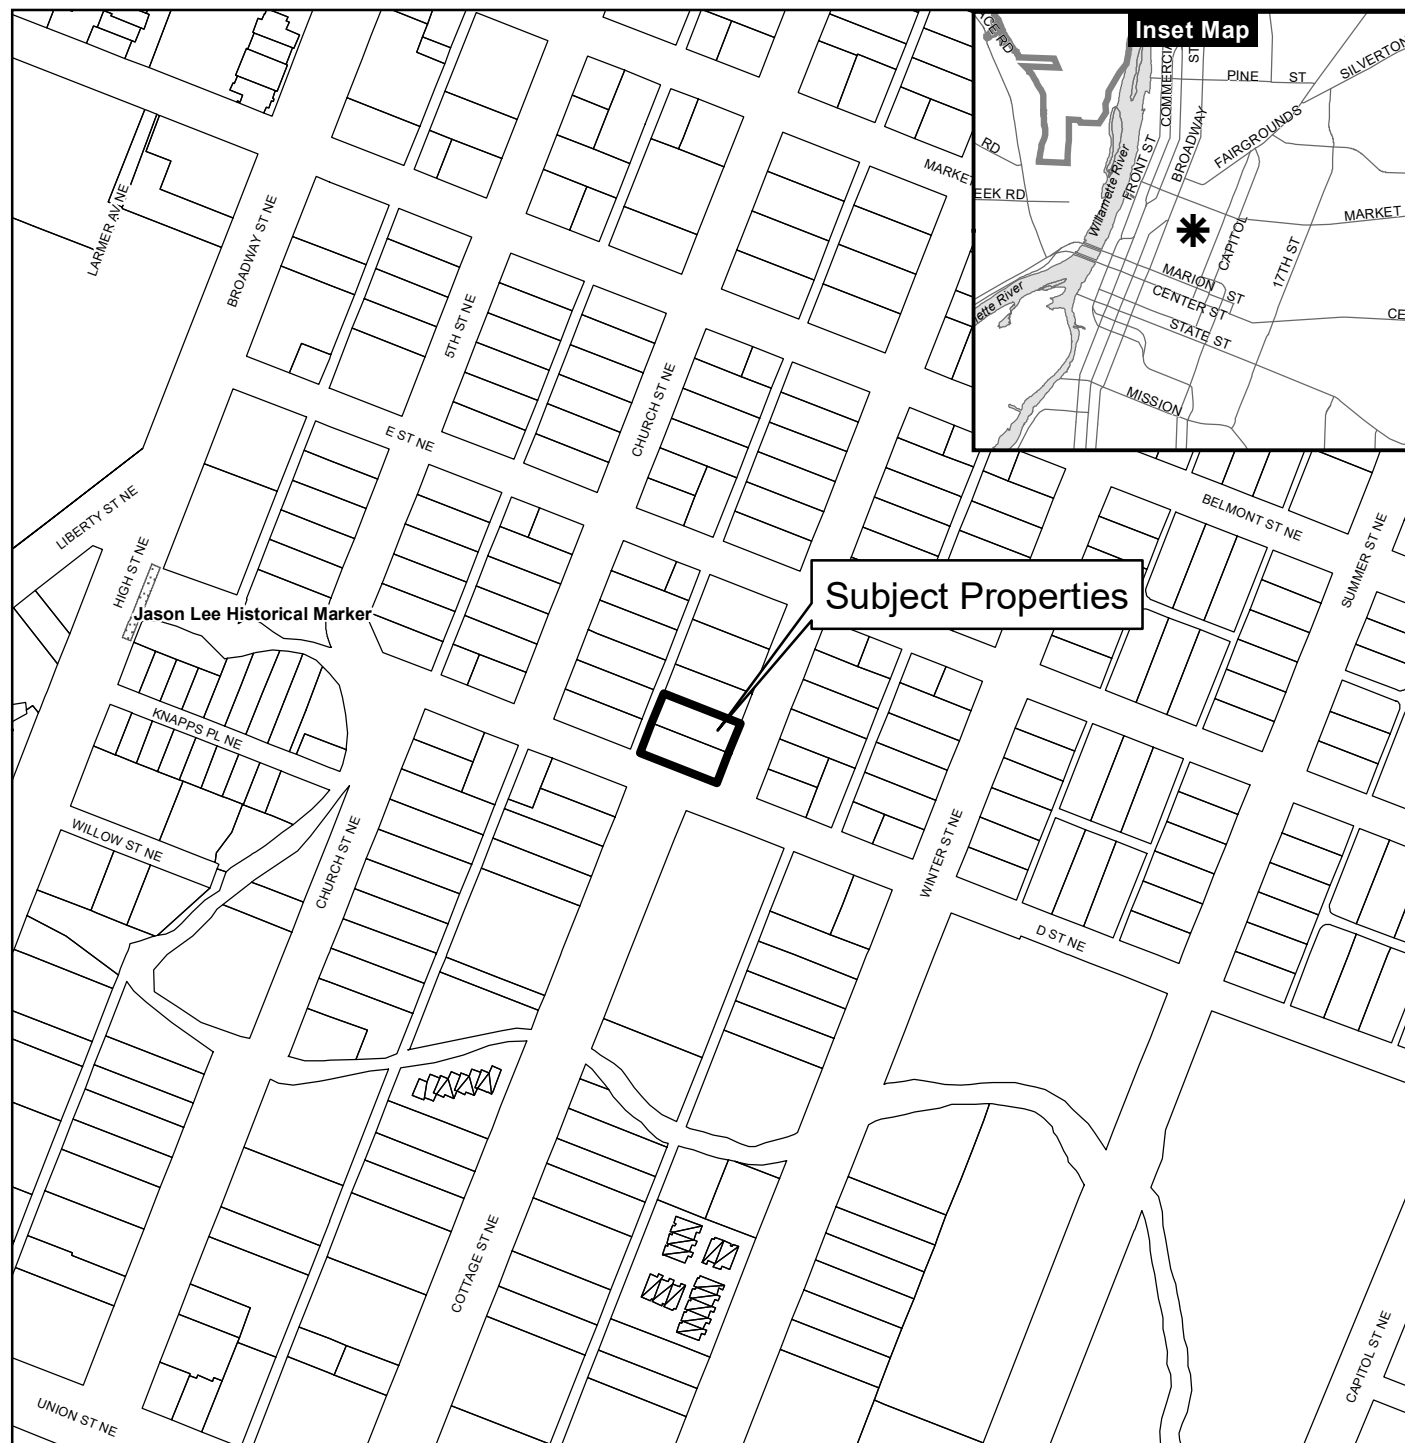 Inset Map
ACE RD
COMMERCIA
ST
PINE ST
SILVERTON
RD
FRONT ST
BROADWAY
FAIRGROUNDS
EEK RD
Willamette River
MARKET
CAPITOL
17TH ST
MARION ST
CENTER ST
CE
STATE ST
ette River
MISSION
MARKET
LARMER AV NE
BROADWAY ST NE
5TH ST NE
CHURCH ST NE
E ST NE
BELMONT ST NE
LIBERTY ST NE
HIGH ST NE
SUMMER ST NE
Subject Properties
Jason Lee Historical Marker
KNAPPS PL NE
WILLOW ST NE
CHURCH ST NE
WINTER ST NE
D ST NE
COTTAGE ST NE
CAPITOL ST NE
UNION ST NE